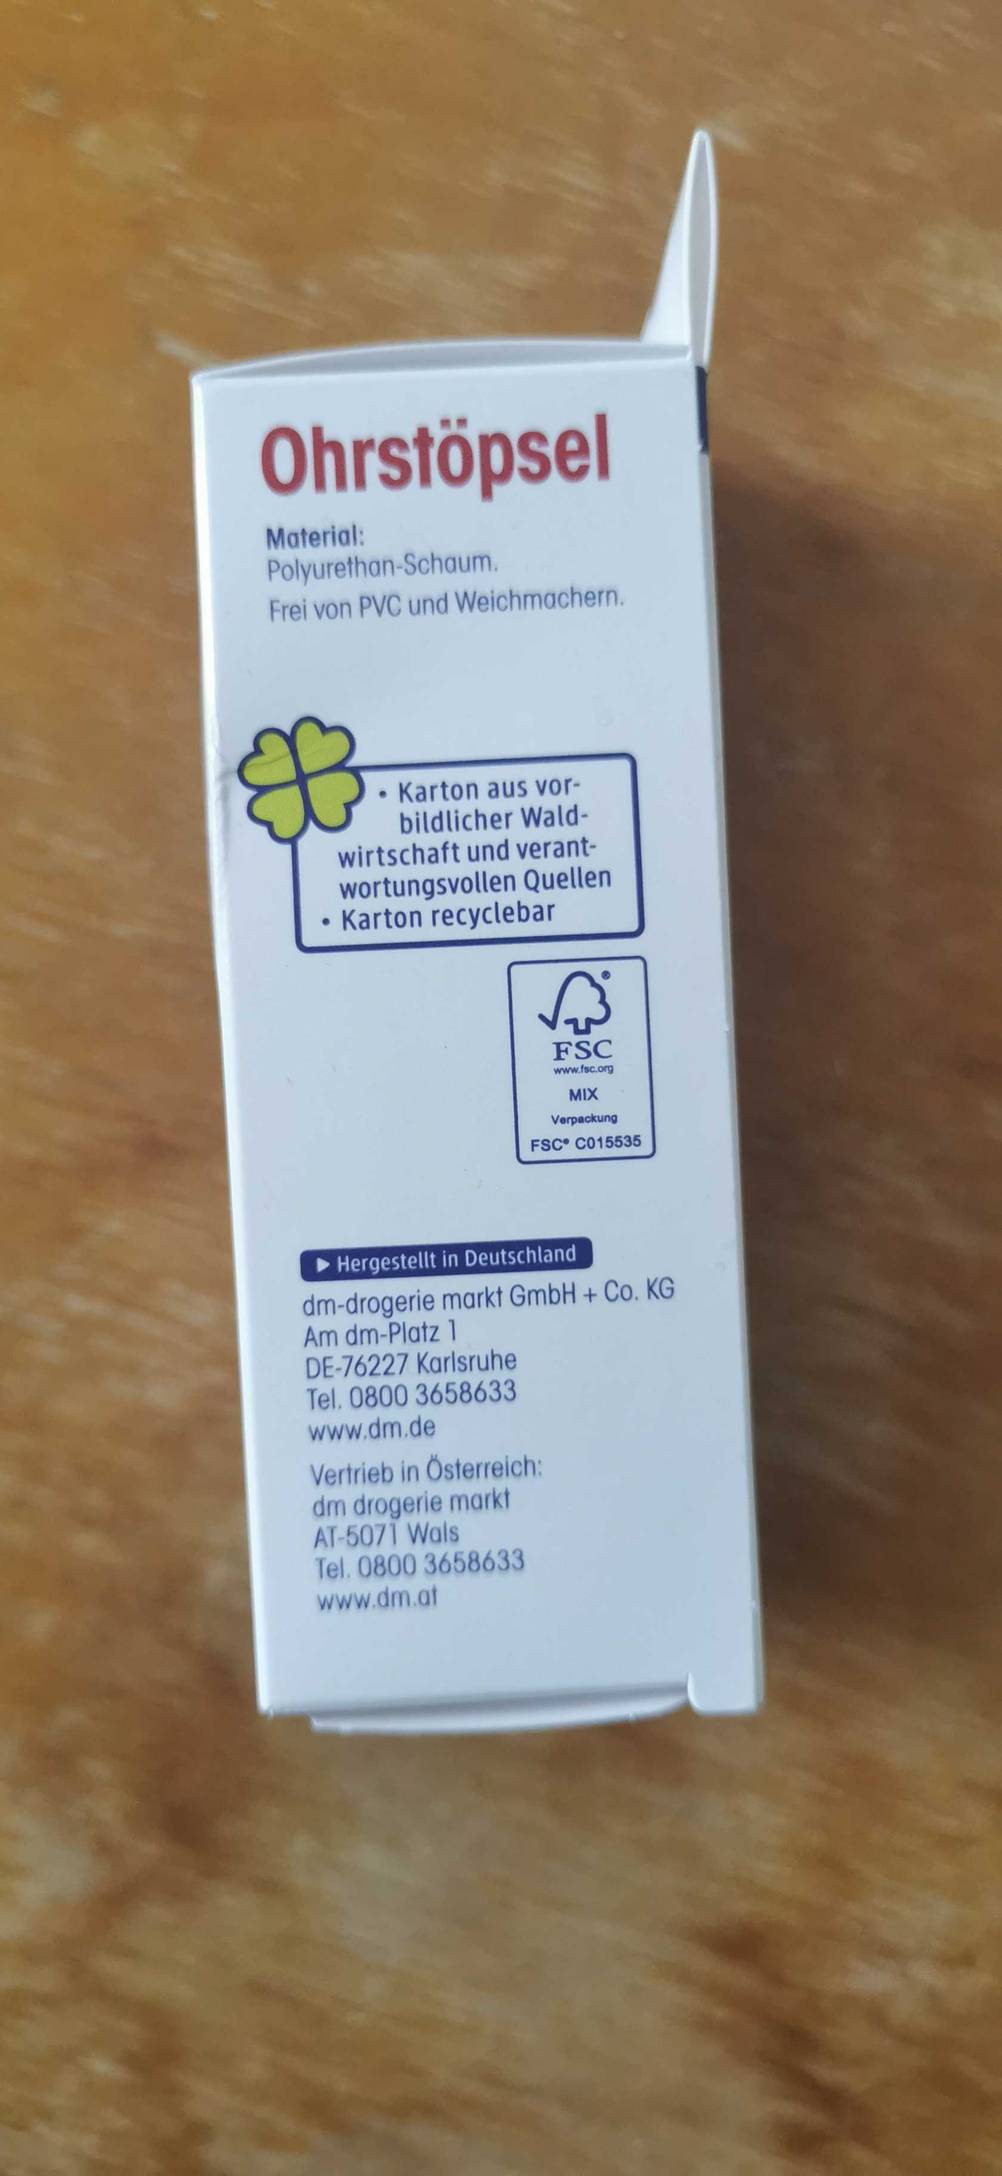 Ohrstöpsel
Material:
Polyurethan-Schaum.
Frei von PVC und Weichmachern.
• Karton aus vor-
bildlicher Wald-
wirtschaft und verant-
wortungsvollen Quellen
• Karton recyclebar
FSC®
www.fsc.org
MIX
Verpackung
FSC® C015535
Hergestellt in Deutschland
dm-drogerie markt GmbH + Co. KG
Am dm-Platz 1
DE-76227 Karlsruhe
Tel. 0800 3658633
www.dm.de
Vertrieb in Österreich:
dm drogerie markt
AT-5071 Wals
Tel. 0800 3658633
www.dm.at